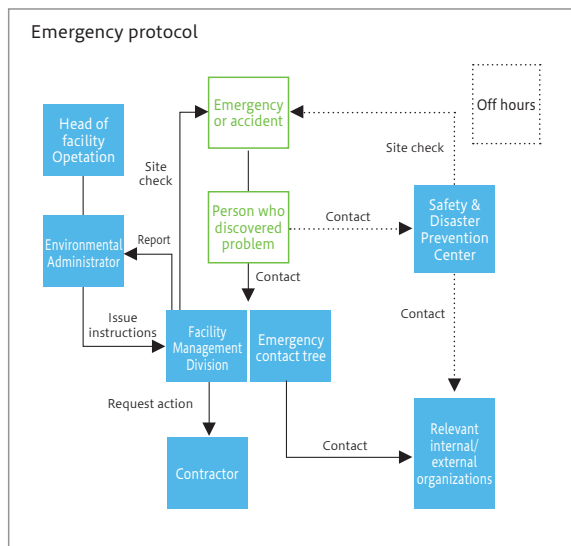 Emergency protocol
Emergency
or accident
Off hours
Head of
facility
Opetation
Site
check
Site check
Person who
discovered
problem
Contact
Safety &
Disaster
Prevention
Center
Environmental
Administrator
Report
Contact
Issue
instructions
Facility
Management
Division
Emergency
contact tree
Contact
Request action
Contractor
Contact
Relevant
internal/
external
organizations